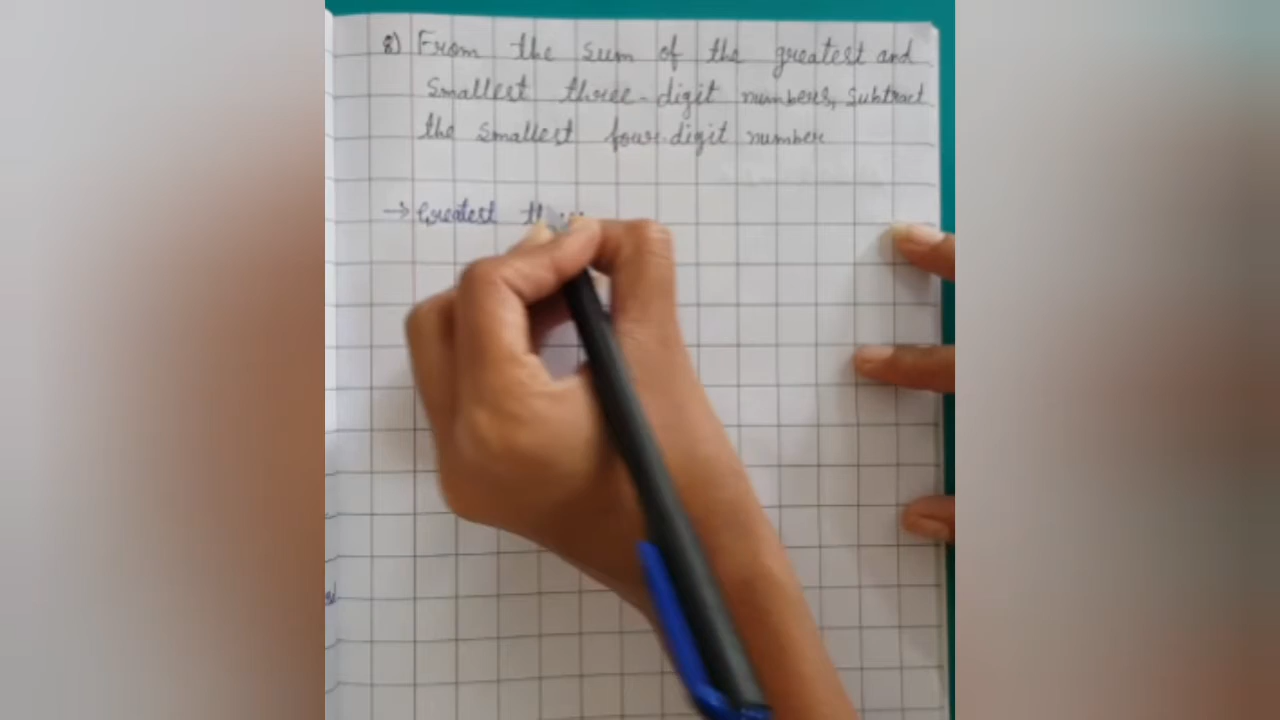 8) From the sum of the greatest and
smallest three-digit numbers, subtract
the smallest four-digit number
→ Greatest